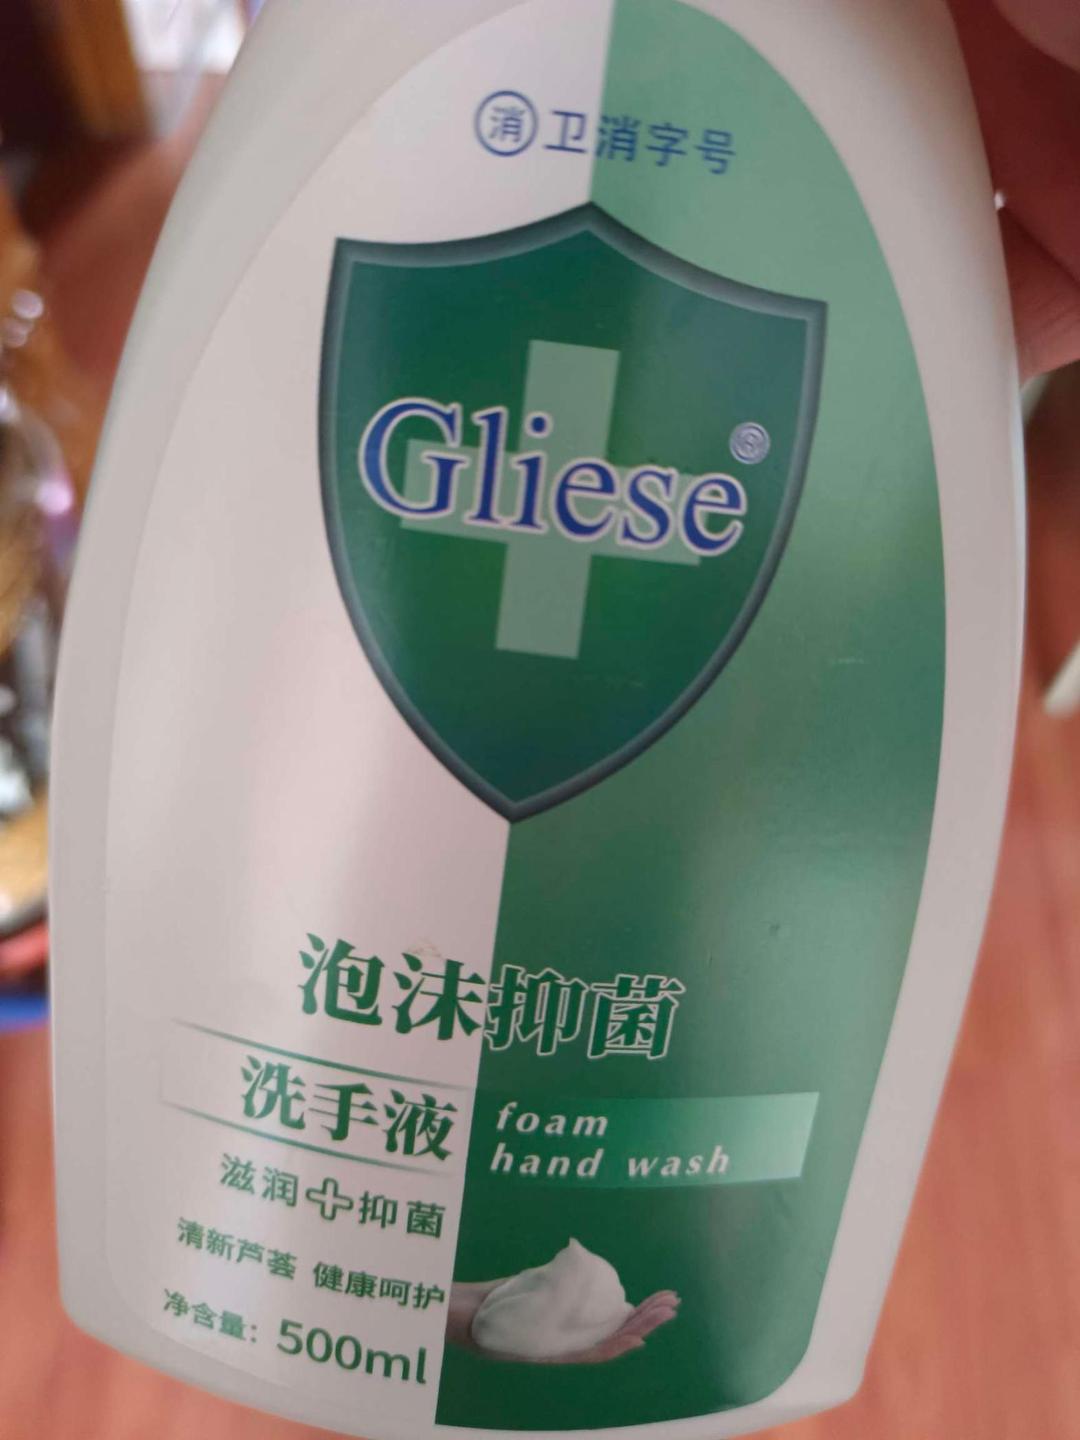 消 卫消字号
Gliese®
泡沫抑菌
洗手液
foam
hand wash
滋润+抑菌
清新芦荟 健康呵护
净含量：500ml